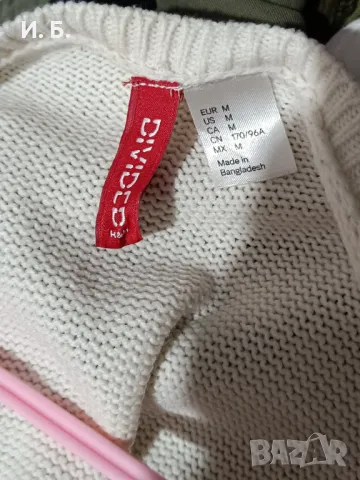 И. Б.
DIVIDED
H&M
EUR M
US M
CA M
CN 170/96A
MX M
Made in
Bangladesh
BAZAR